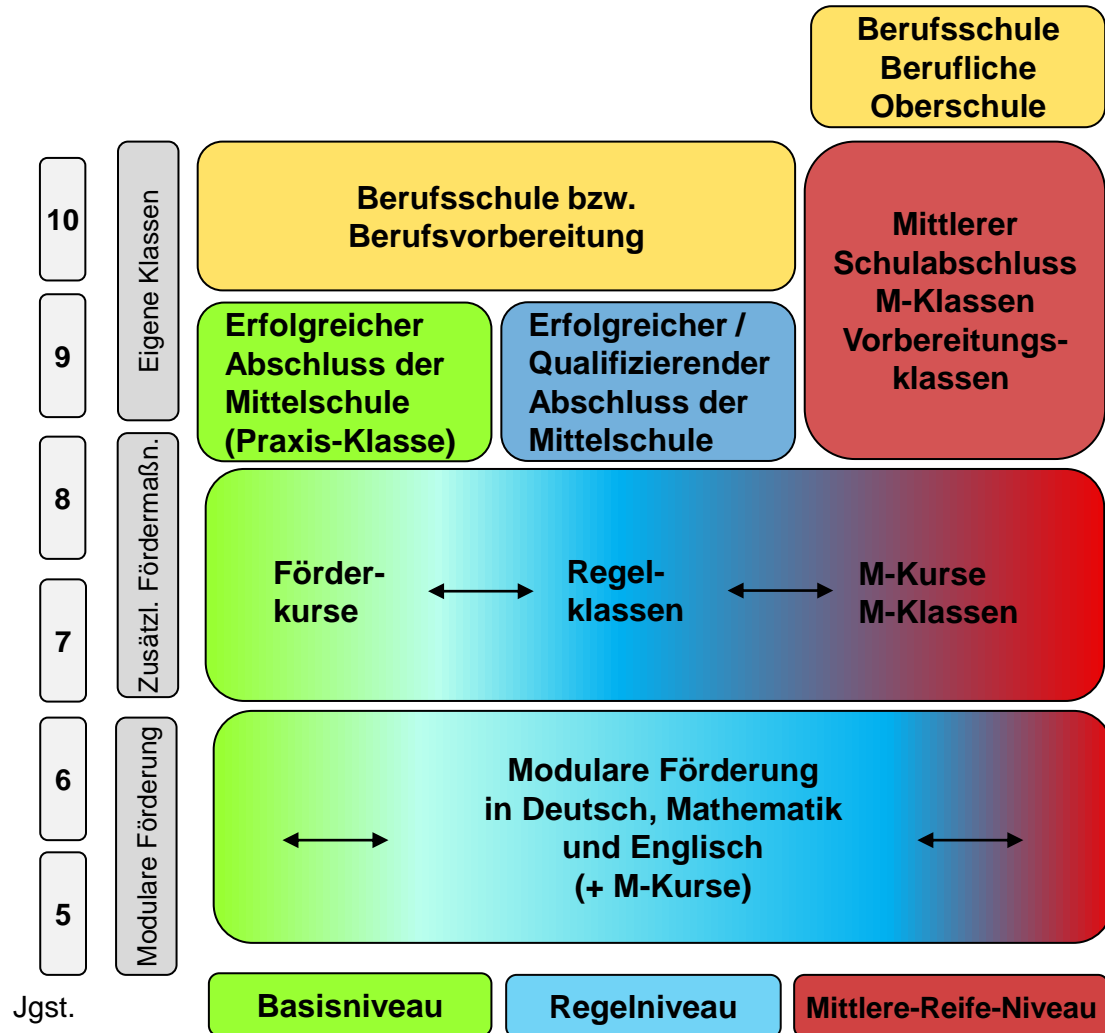 Berufsschule
Berufliche
Oberschule
10
Eigene Klassen
Berufsschule bzw.
Berufsvorbereitung
Mittlerer
Schulabschluss
M-Klassen
Vorbereitungs-
klassen
9
Erfolgreicher
Abschluss der
Mittelschule
(Praxis-Klasse)
Erfolgreicher /
Qualifizierender
Abschluss der
Mittelschule
8
Zusätzl. Fördermaßn.
7
Förder-
kurse
Regel-
klassen
M-Kurse
M-Klassen
6
Modulare Förderung
5
Modulare Förderung
in Deutsch, Mathematik
und Englisch
(+ M-Kurse)
Jgst.
Basisniveau
Regelniveau
Mittlere-Reife-Niveau